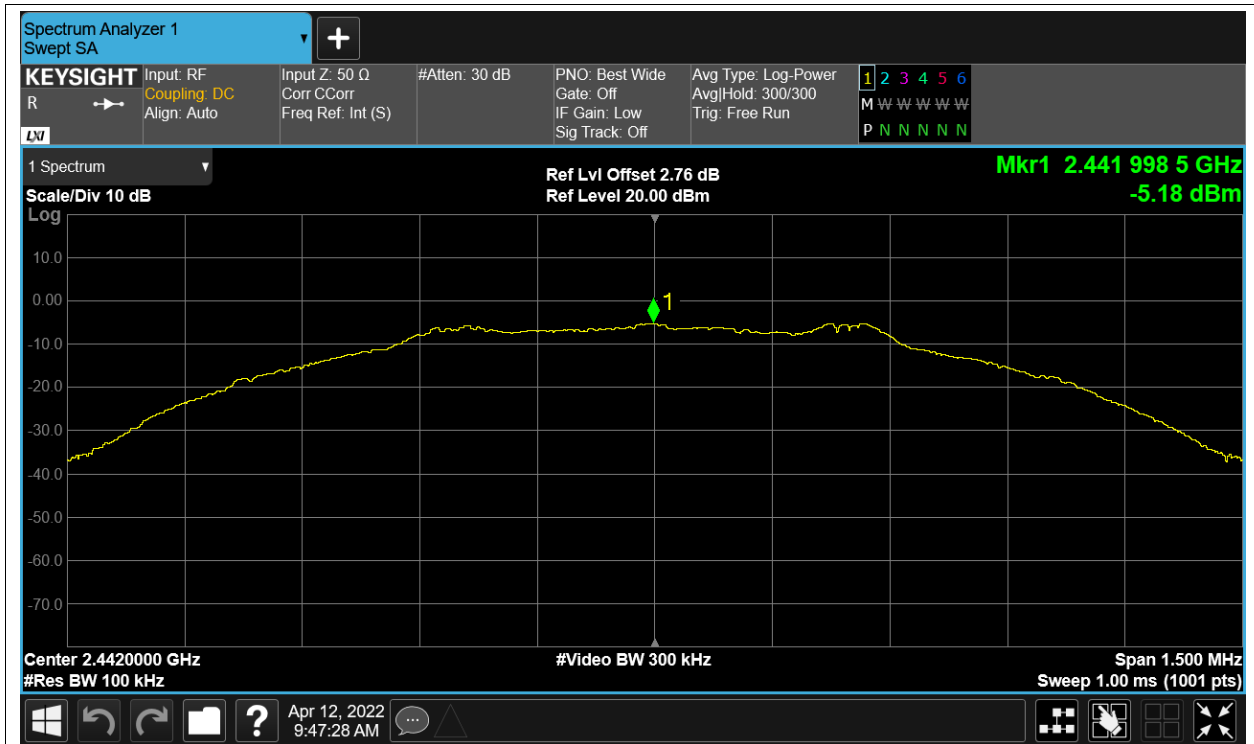 Spectrum Analyzer 1
Swept SA
KEYSIGHT
R
LXI
Input: RF
Coupling: DC
Align: Auto
Input Z: 50 Ω
Corr CCorr
Freq Ref: Int (S)
#Atten: 30 dB
PNO: Best Wide
Gate: Off
IF Gain: Low
Sig Track: Off
Avg Type: Log-Power
Avg|Hold: 300/300
Trig: Free Run
1 2 3 4 5 6
M W W W W W
P N N N N N
1 Spectrum
Scale/Div 10 dB
Log
Ref Lvl Offset 2.76 dB
Ref Level 20.00 dBm
Mkr1 2.441 998 5 GHz
-5.18 dBm
10.0
0.00
1
-10.0
-20.0
-30.0
-40.0
-50.0
-60.0
-70.0
Center 2.4420000 GHz
#Res BW 100 kHz
#Video BW 300 kHz
Span 1.500 MHz
Sweep 1.00 ms (1001 pts)
?
Apr 12, 2022
9:47:28 AM